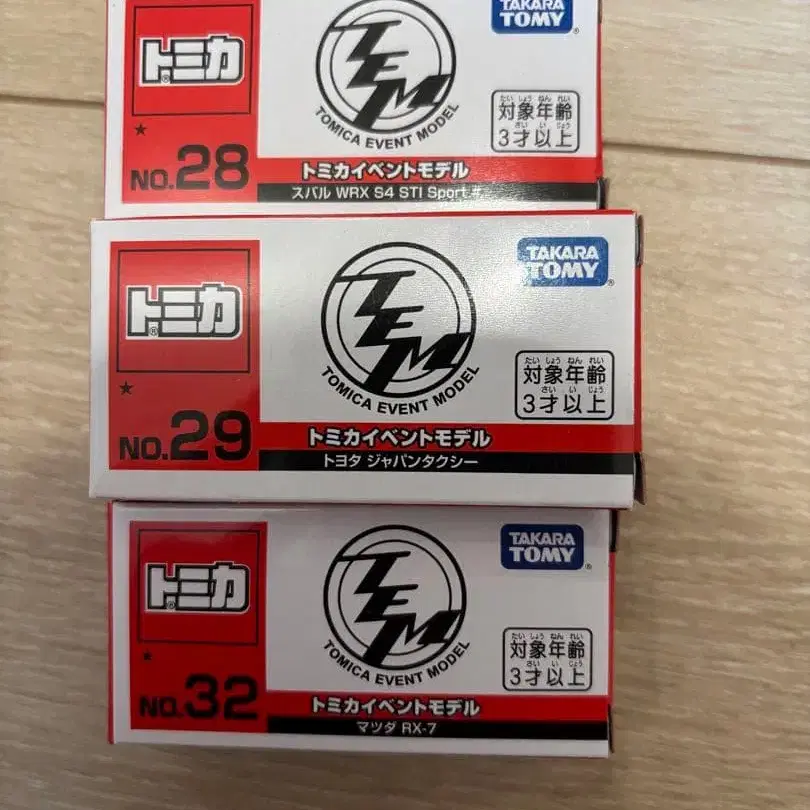 トミカ®
TEM
TOMICA EVENT MODEL
TAKARA
TOMY®
たいしょうねんれい
対象年齢
さいいじょう
3才以上
★
NO.28
トミカイベントモデル
スバル WRX S4 STI Sport #
トミカ®
TEM
TOMICA EVENT MODEL
TAKARA
TOMY®
たいしょうねんれい
対象年齢
さいいじょう
3才以上
★
NO.29
トミカイベントモデル
トヨタ ジャパンタクシー
トミカ®
TEM
TOMICA EVENT MODEL
TAKARA
TOMY®
たいしょうねんれい
対象年齢
さいいじょう
3才以上
★
NO.32
トミカイベントモデル
マツダ RX-7